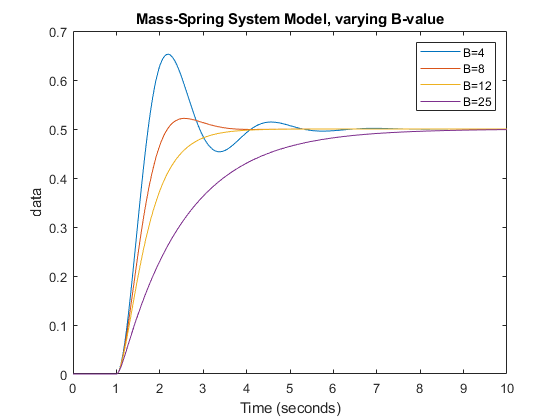 Mass-Spring System Model, varying B-value
0.7
0.6
0.5
0.4
0.3
0.2
0.1
0
data
B=4
B=8
B=12
B=25
0 1 2 3 4 5 6 7 8 9 10
Time (seconds)